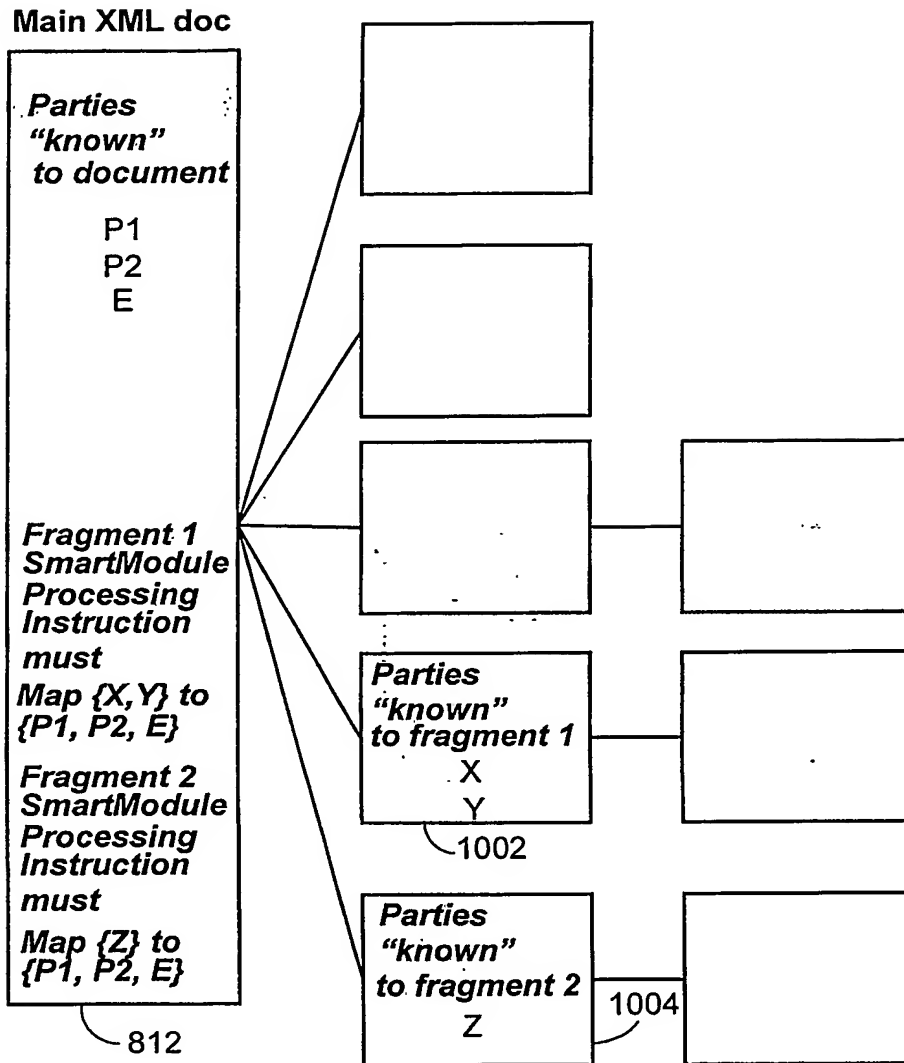 Main XML doc
Parties
“known”
to document
P1
P2
E
Fragment 1
SmartModule
Processing
Instruction
must
Map {X,Y} to
{P1, P2, E}
Fragment 2
SmartModule
Processing
Instruction
must
Map {Z} to
{P1, P2, E}
812
Parties
“known”
to fragment 1
X
Y
1002
Parties
“known”
to fragment 2
Z
1004